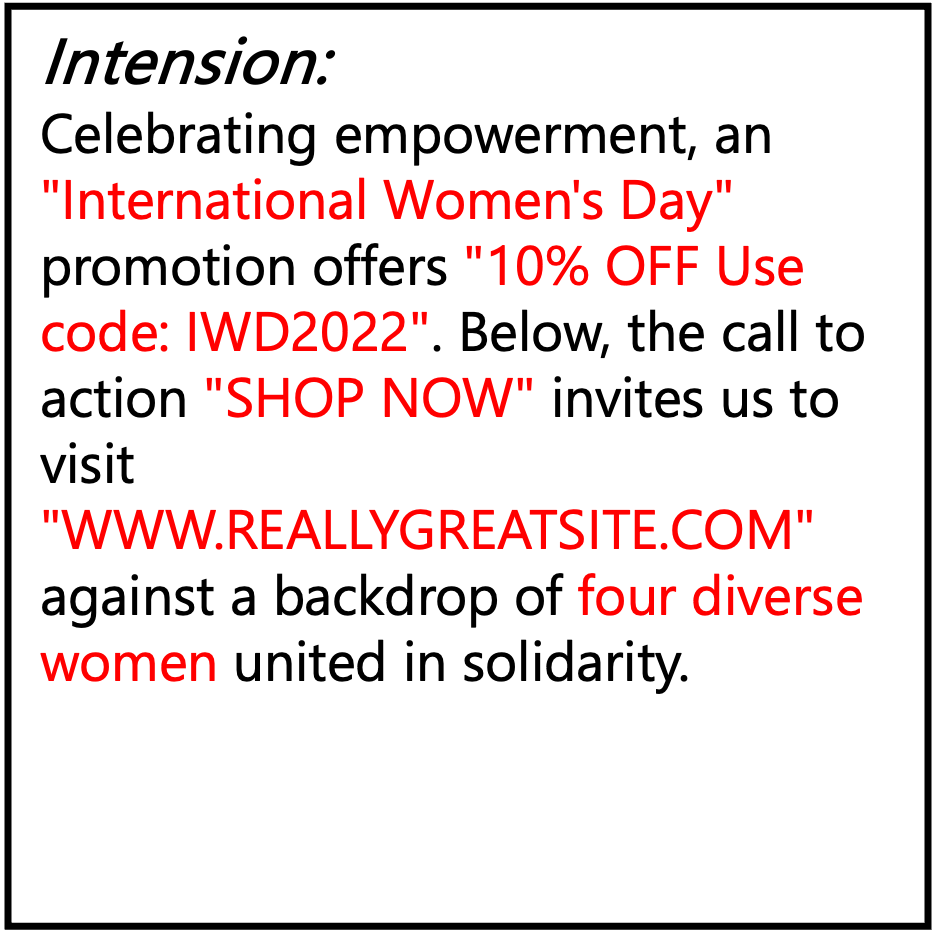 Intension:
Celebrating empowerment, an
"International Women's Day"
promotion offers "10% OFF Use
code: IWD2022". Below, the call to
action "SHOP NOW" invites us to
visit
"WWW.REALLYGREATSITE.COM"
against a backdrop of four diverse
women united in solidarity.